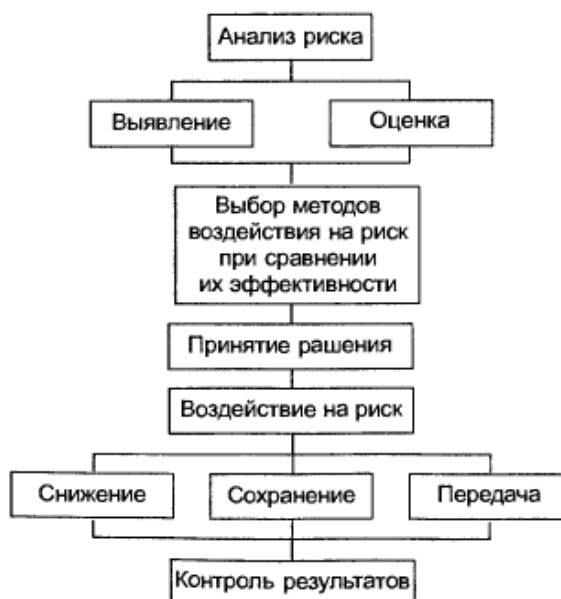 Анализ риска
Выявление
Оценка
Выбор методов
воздействия на риск
при сравнении
их эффективности
Принятие рашения
Воздействие на риск
Снижение
Сохранение
Передача
Контроль результатов